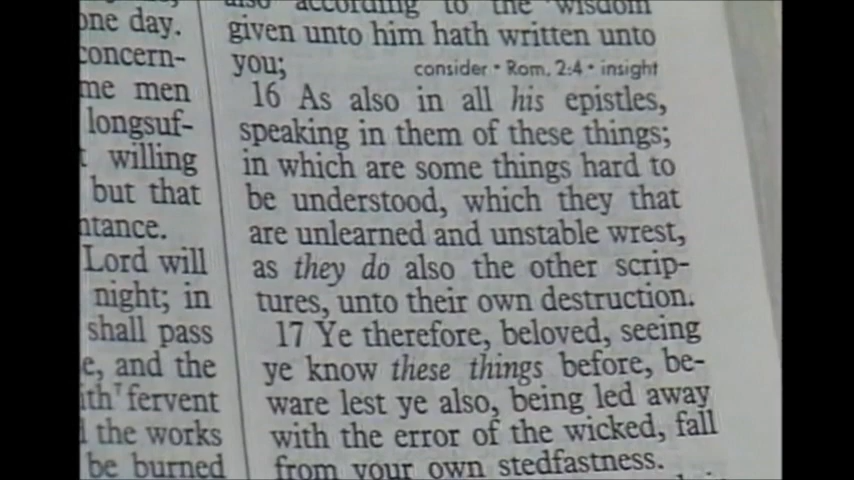 one day.
concern-
me men
longsuf-
willing
but that
ntance.
Lord will
night; in
shall pass
e, and the
ith⁷ fervent
the works
be burned
also according to the wisdom
given unto him hath written unto
you; consider • Rom. 2:4 • insight
16 As also in all his epistles,
speaking in them of these things;
in which are some things hard to
be understood, which they that
are unlearned and unstable wrest,
as they do also the other scrip-
tures, unto their own destruction.
17 Ye therefore, beloved, seeing
ye know these things before, be-
ware lest ye also, being led away
with the error of the wicked, fall
from your own stedfastness.